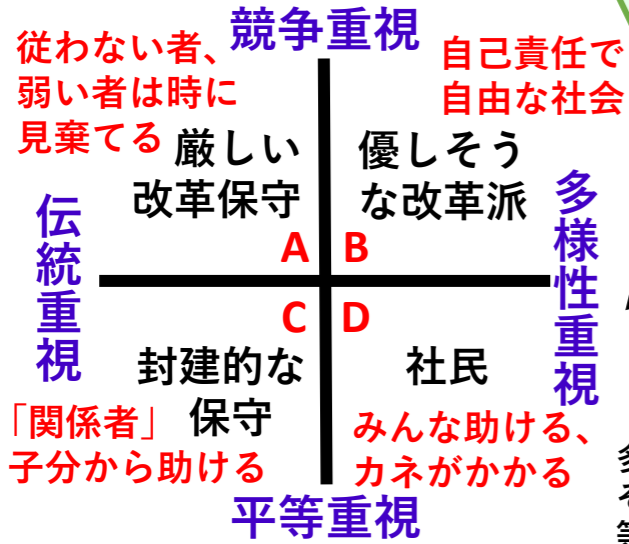 競争重視
従わない者、
弱い者は時に
見棄てる
自己責任で
自由な社会
厳しい
改革保守
優しそう
な改革派
伝統重視
多様性重視
A
B
C
D
封建的な
保守
社民
「関係者」
子分から助ける
みんな助ける、
カネがかかる
平等重視
多